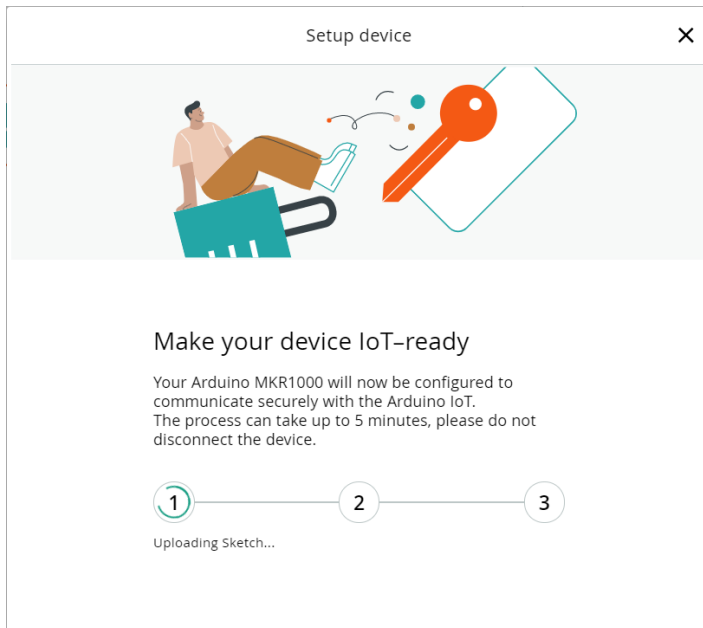 Setup device
Make your device IoT–ready
Your Arduino MKR1000 will now be configured to
communicate securely with the Arduino IoT.
The process can take up to 5 minutes, please do not
disconnect the device.
1 2 3
Uploading Sketch...